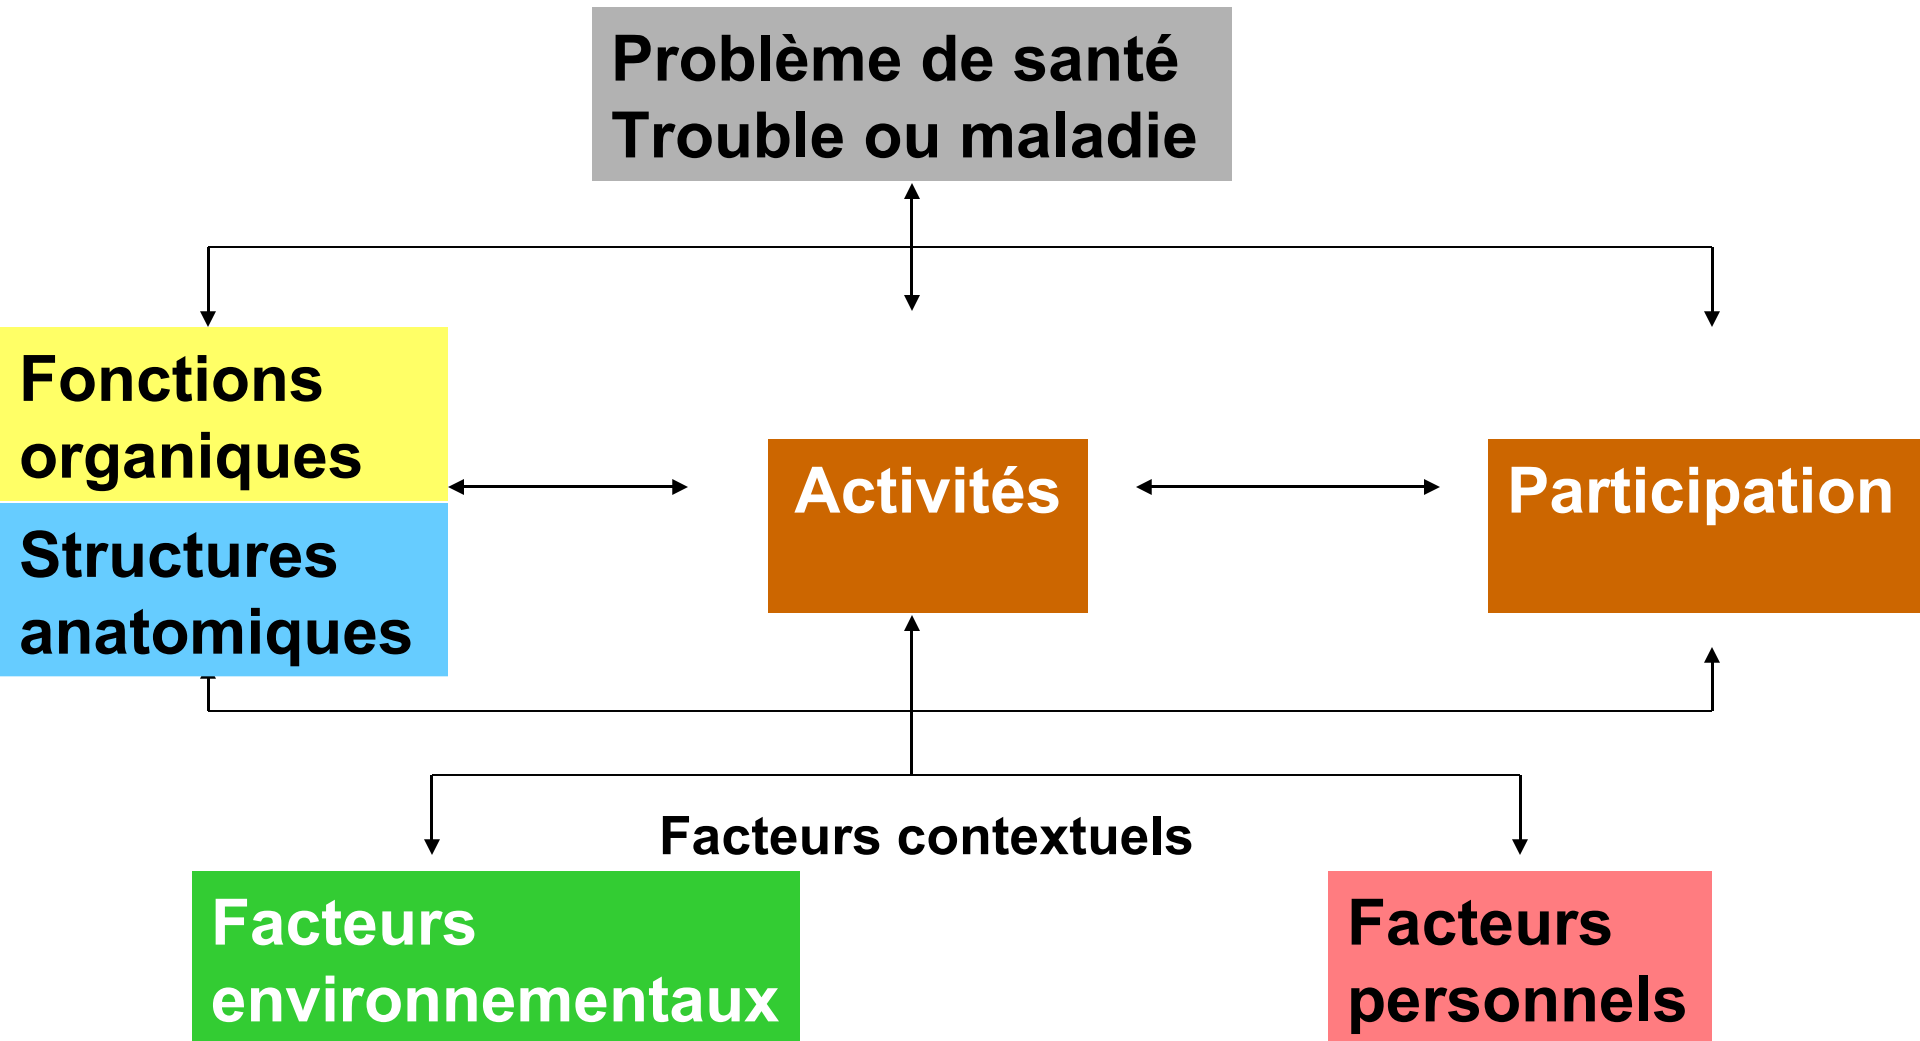 Problème de santé
Trouble ou maladie
Fonctions
organiques
Structures
anatomiques
Activités
Participation
Facteurs contextuels
Facteurs
environnementaux
Facteurs
personnels